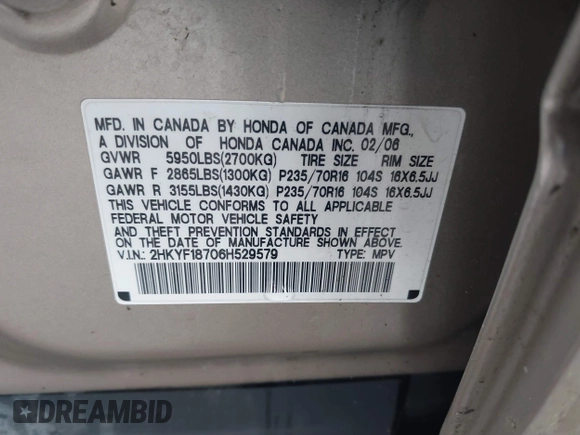 MFD. IN CANADA BY HONDA OF CANADA MFG.,
A DIVISION OF HONDA CANADA INC. 02/06
GVWR 5950LBS(2700KG) TIRE SIZE RIM SIZE
GAWR F 2865LBS(1300KG) P235/70R16 104S 16X6.5JJ
GAWR R 3155LBS(1430KG) P235/70R16 104S 16X6.5JJ
THIS VEHICLE CONFORMS TO ALL APPLICABLE
FEDERAL MOTOR VEHICLE SAFETY
AND THEFT PREVENTION STANDARDS IN EFFECT
ON THE DATE OF MANUFACTURE SHOWN ABOVE.
V.I.N.: 2HKYF18706H529579 TYPE: MPV
DREAMBID